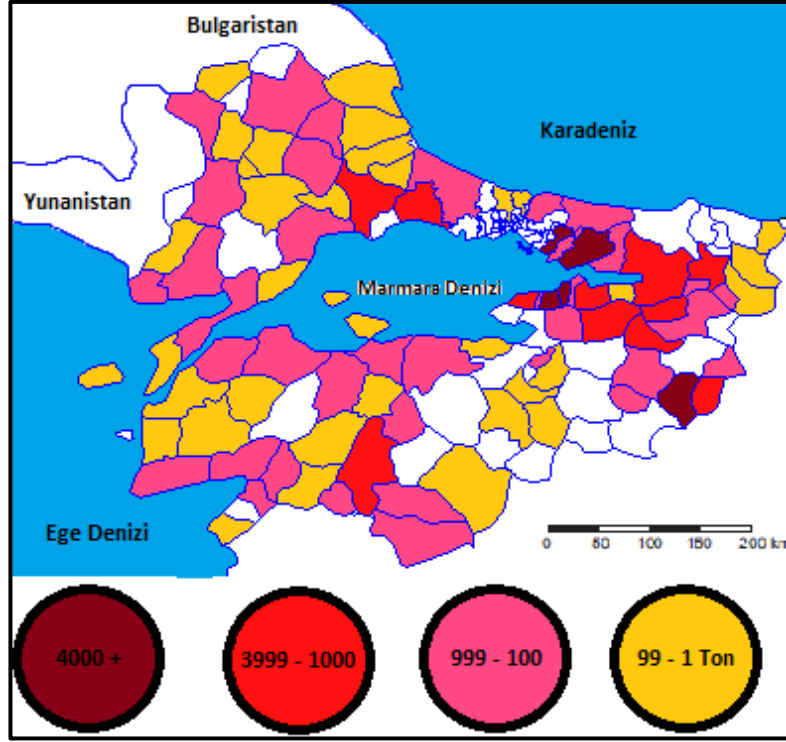 Bulgaristan
Karadeniz
Yunanistan
Marmara Denizi
Ege Denizi
0 50 100 150 200 km
4000 +
3999 - 1000
999 - 100
99 - 1 Ton